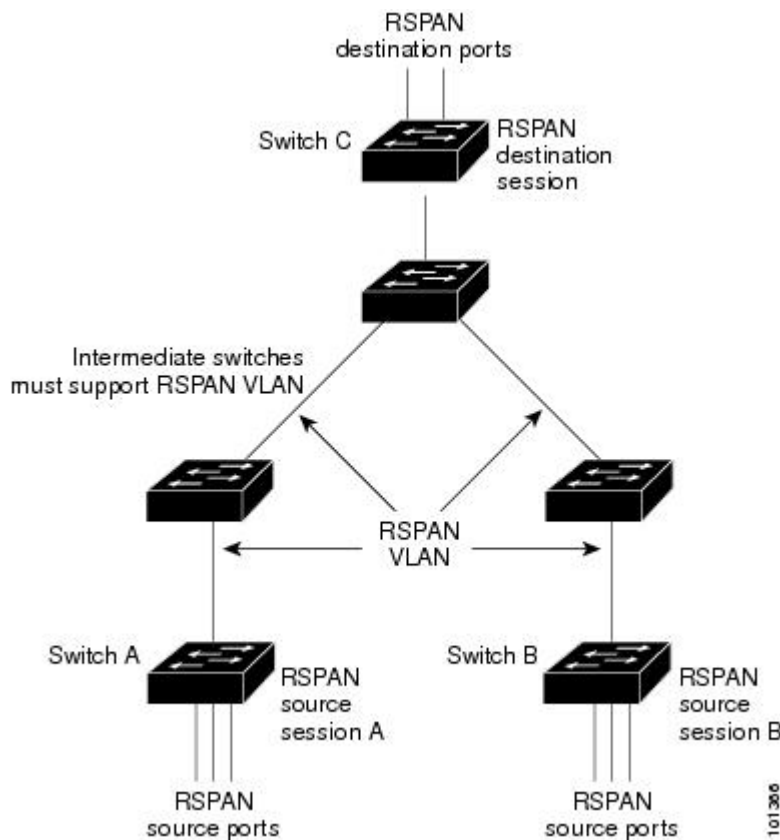 RSPAN
destination ports
Switch C
RSPAN
destination
session
Intermediate switches
must support RSPAN VLAN
RSPAN
VLAN
Switch A
RSPAN
source
session A
Switch B
RSPAN
source
session B
RSPAN
source ports
RSPAN
source ports
101366